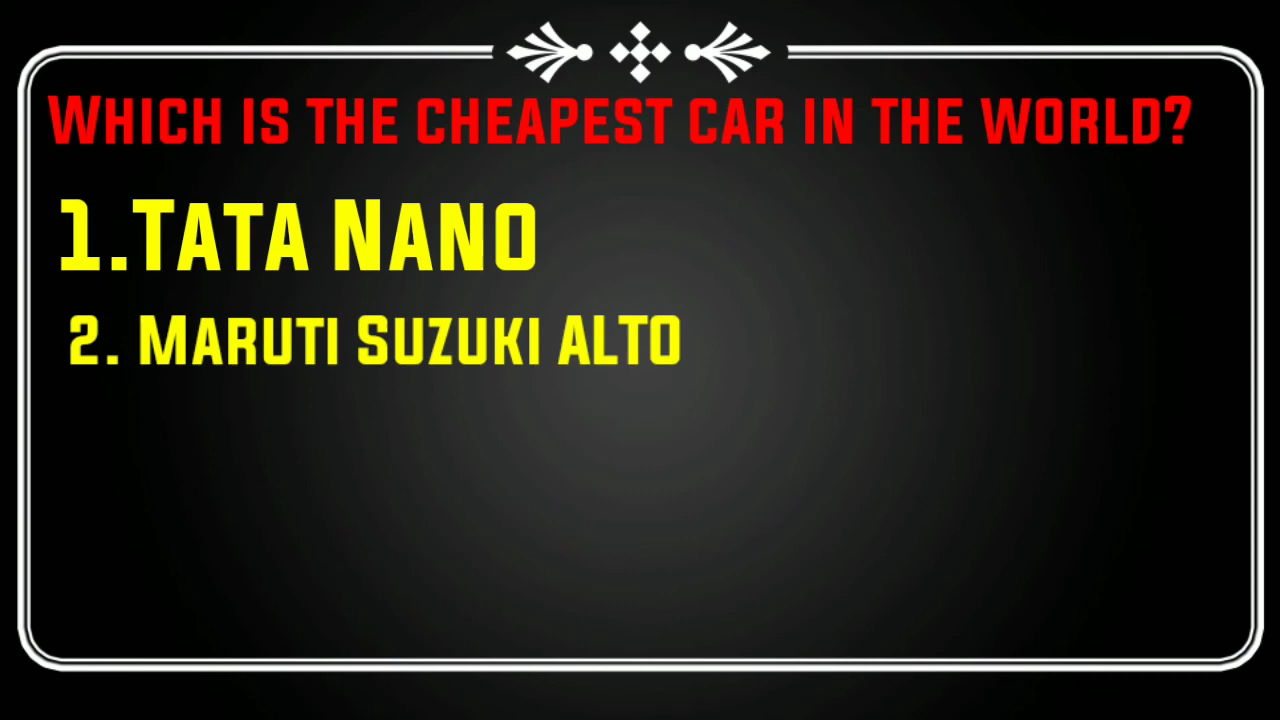 Which is the cheapest car in the world?
1.Tata Nano
2. Maruti Suzuki ALTO